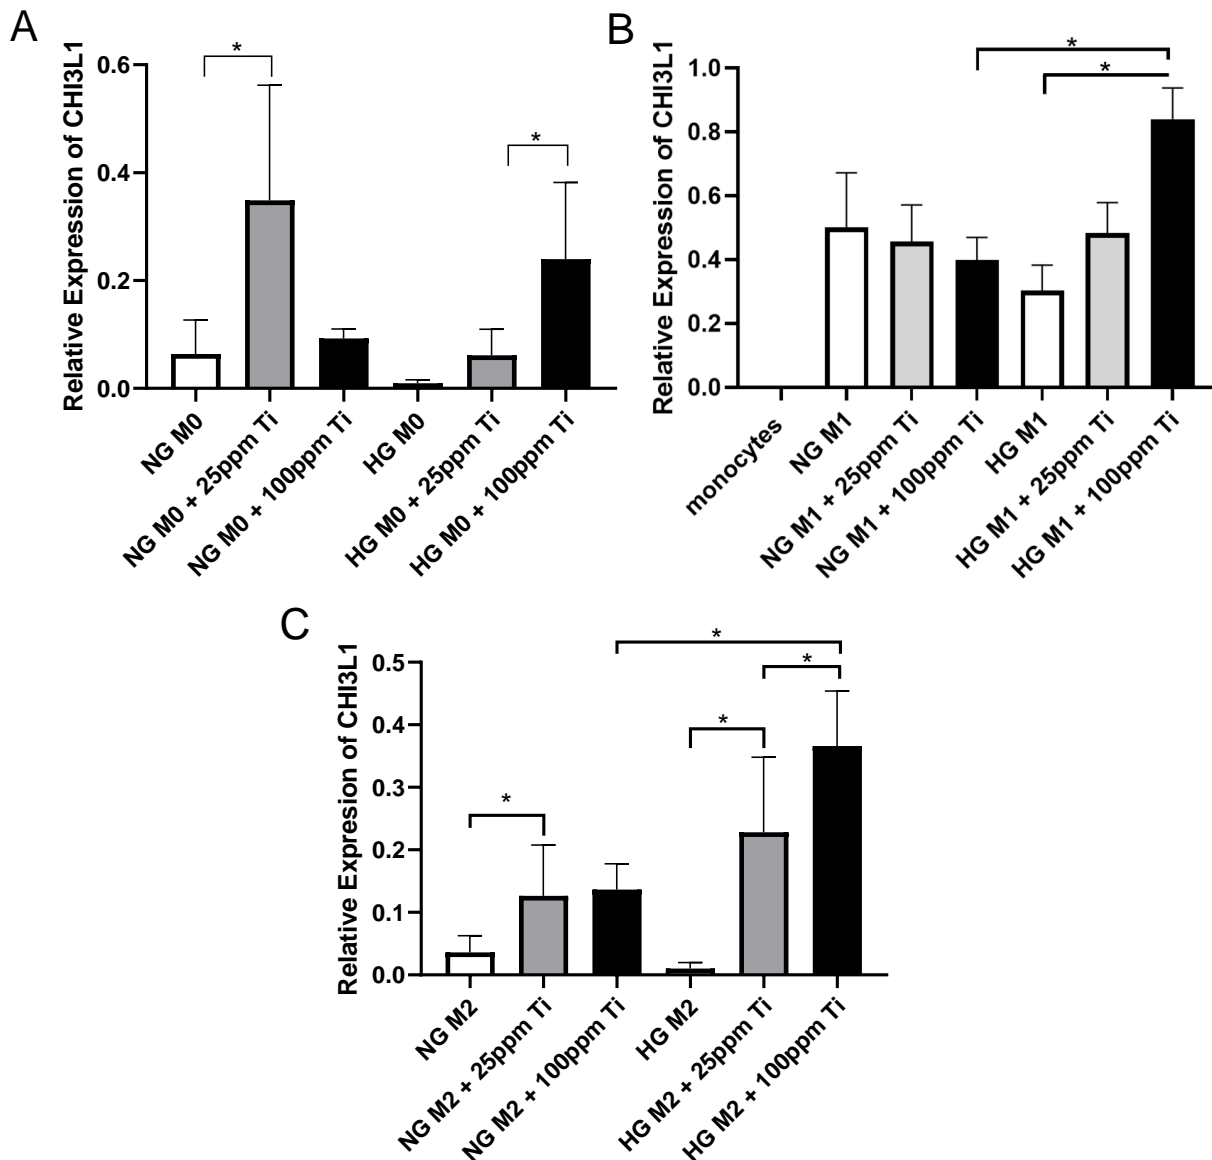 A
Relative Expression of CHI3L1
0.6
0.4
0.2
0.0
*
*
NG M0
NG M0 + 25ppm Ti
NG M0 + 100ppm Ti
HG M0
HG M0 + 25ppm Ti
HG M0 + 100ppm Ti
B
Relative Expression of CHI3L1
1.0
0.8
0.6
0.4
0.2
0.0
*
*
monocytes
NG M1
NG M1 + 25ppm Ti
NG M1 + 100ppm Ti
HG M1
HG M1 + 25ppm Ti
HG M1 + 100ppm Ti
C
Relative Expresion of CHI3L1
0.5
0.4
0.3
0.2
0.1
0.0
*
*
*
*
NG M2
NG M2 + 25ppm Ti
NG M2 + 100ppm Ti
HG M2
HG M2 + 25ppm Ti
HG M2 + 100ppm Ti